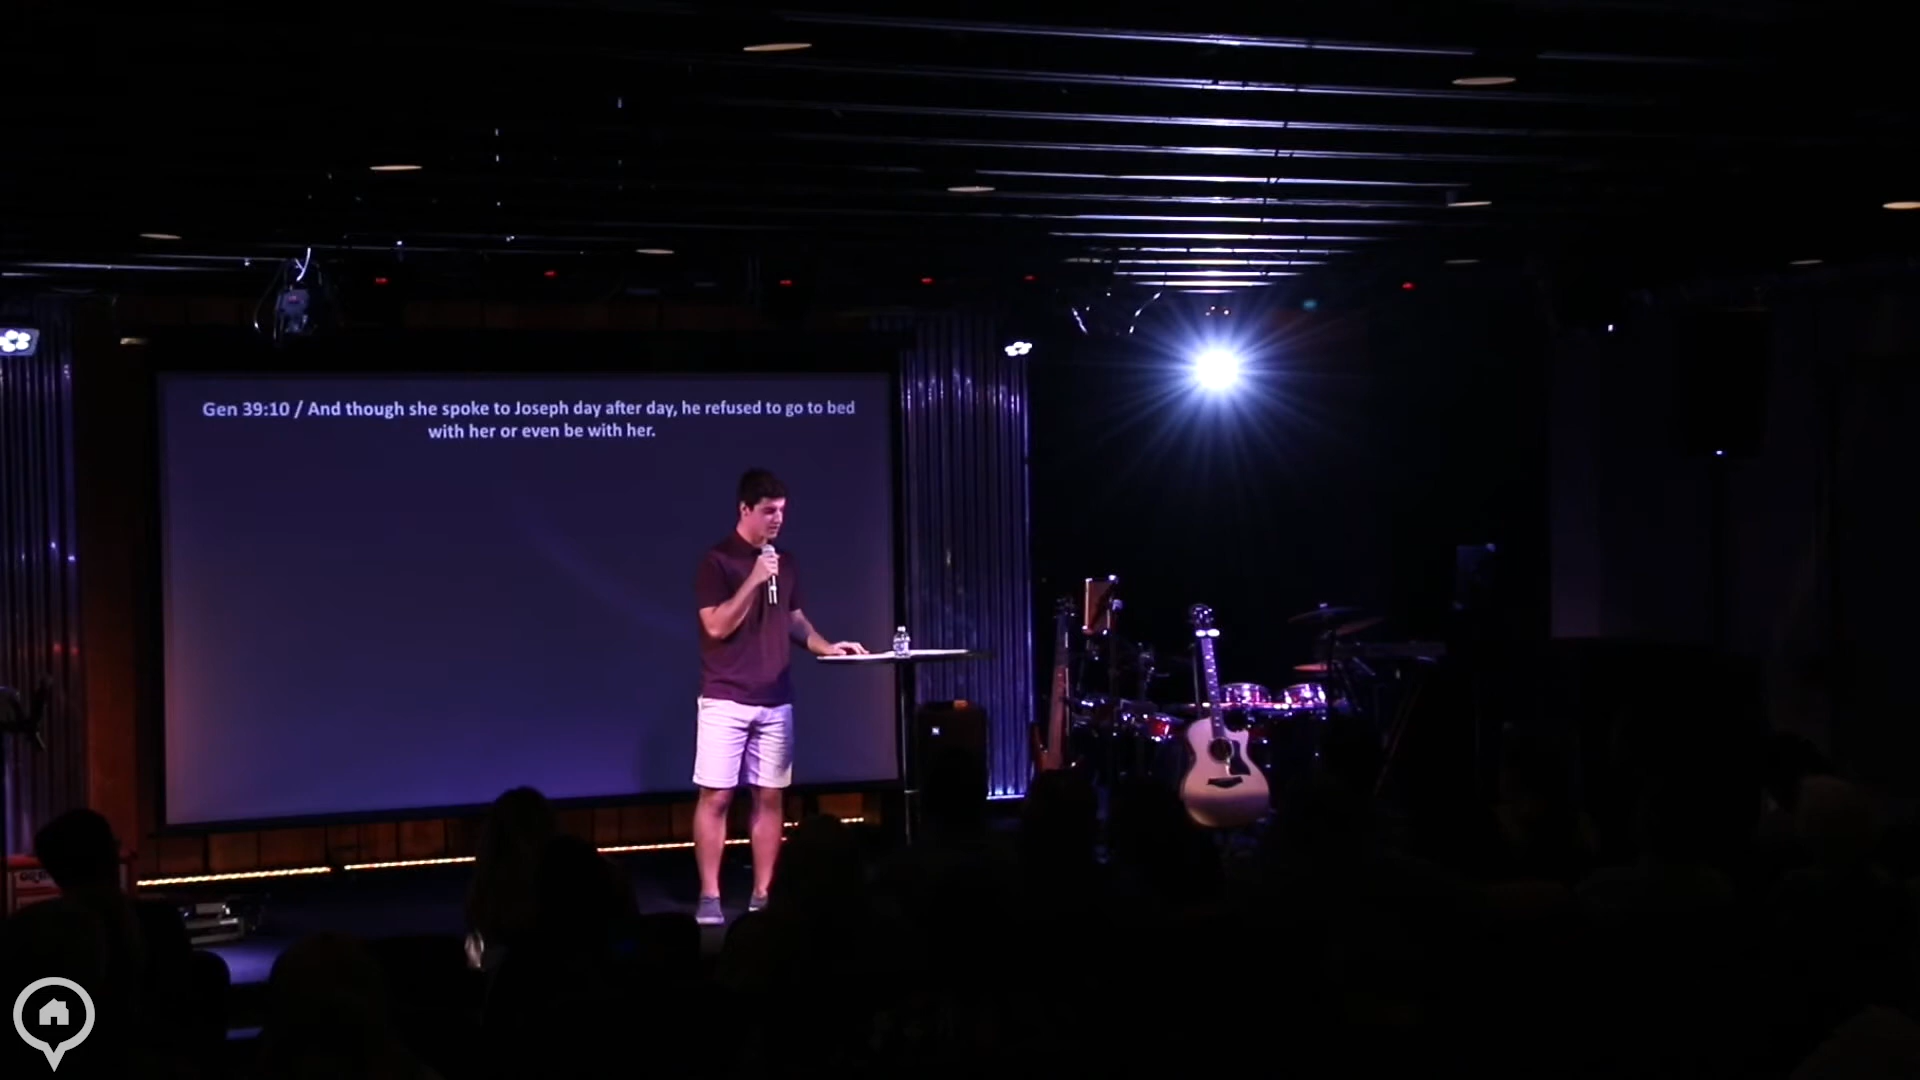 Gen 39:10 / And though she spoke to Joseph day after day, he refused to go to bed
with her or even be with her.